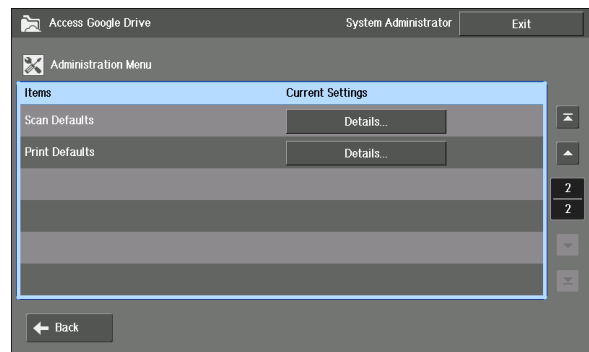 Access Google Drive System Administrator Exit
Administration Menu
Items Current Settings
Scan Defaults Details...
Print Defaults Details...
2
2
Back